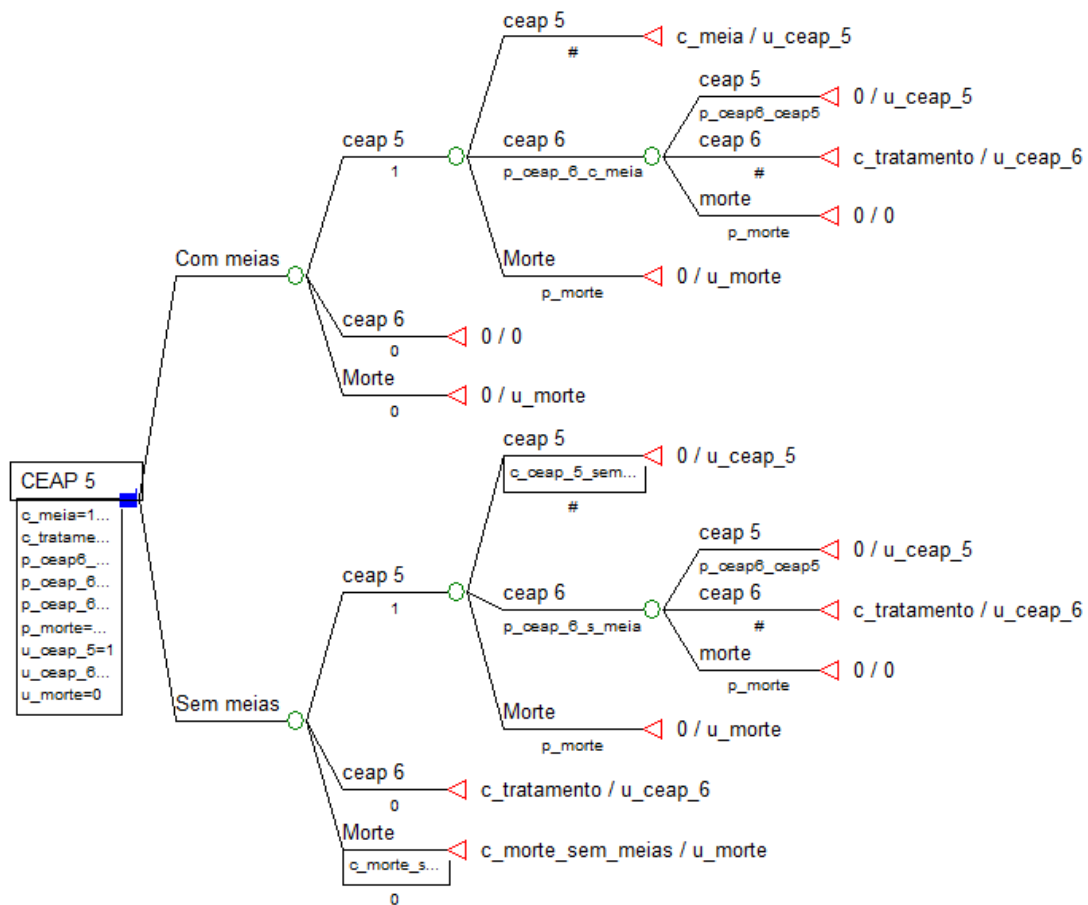 ceap 5
#
c_meia / u_ceap_5
ceap 5
p_ceap6_ceap5
0 / u_ceap_5
ceap 5
1
ceap 6
p_ceap_6_c_meia
ceap 6
#
c_tratamento / u_ceap_6
morte
p_morte
0 / 0
Com meias
Morte
p_morte
0 / u_morte
ceap 6
0
0 / 0
Morte
0
0 / u_morte
CEAP 5
c_meia=1...
c_tratame...
p_ceap6_...
p_ceap_6...
p_ceap_6...
p_morte=...
u_ceap_5=1
u_ceap_6...
u_morte=0
ceap 5
c_ceap_5_sem...
#
0 / u_ceap_5
ceap 5
p_ceap6_ceap5
0 / u_ceap_5
ceap 5
1
ceap 6
p_ceap_6_s_meia
ceap 6
#
c_tratamento / u_ceap_6
morte
p_morte
0 / 0
Sem meias
Morte
p_morte
0 / u_morte
ceap 6
0
c_tratamento / u_ceap_6
Morte
c_morte_s...
0
c_morte_sem_meias / u_morte